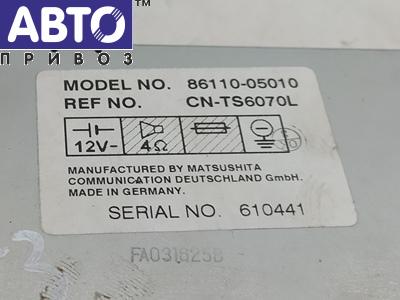 АВТО
ПРИВОЗ
TM
MODEL NO. 86110-05010
REF NO. CN-TS6070L
12V⎓ 4Ω
MANUFACTURED BY MATSUSHITA
COMMUNICATION DEUTSCHLAND GmbH.
MADE IN GERMANY.
SERIAL NO. 610441
FA031625B